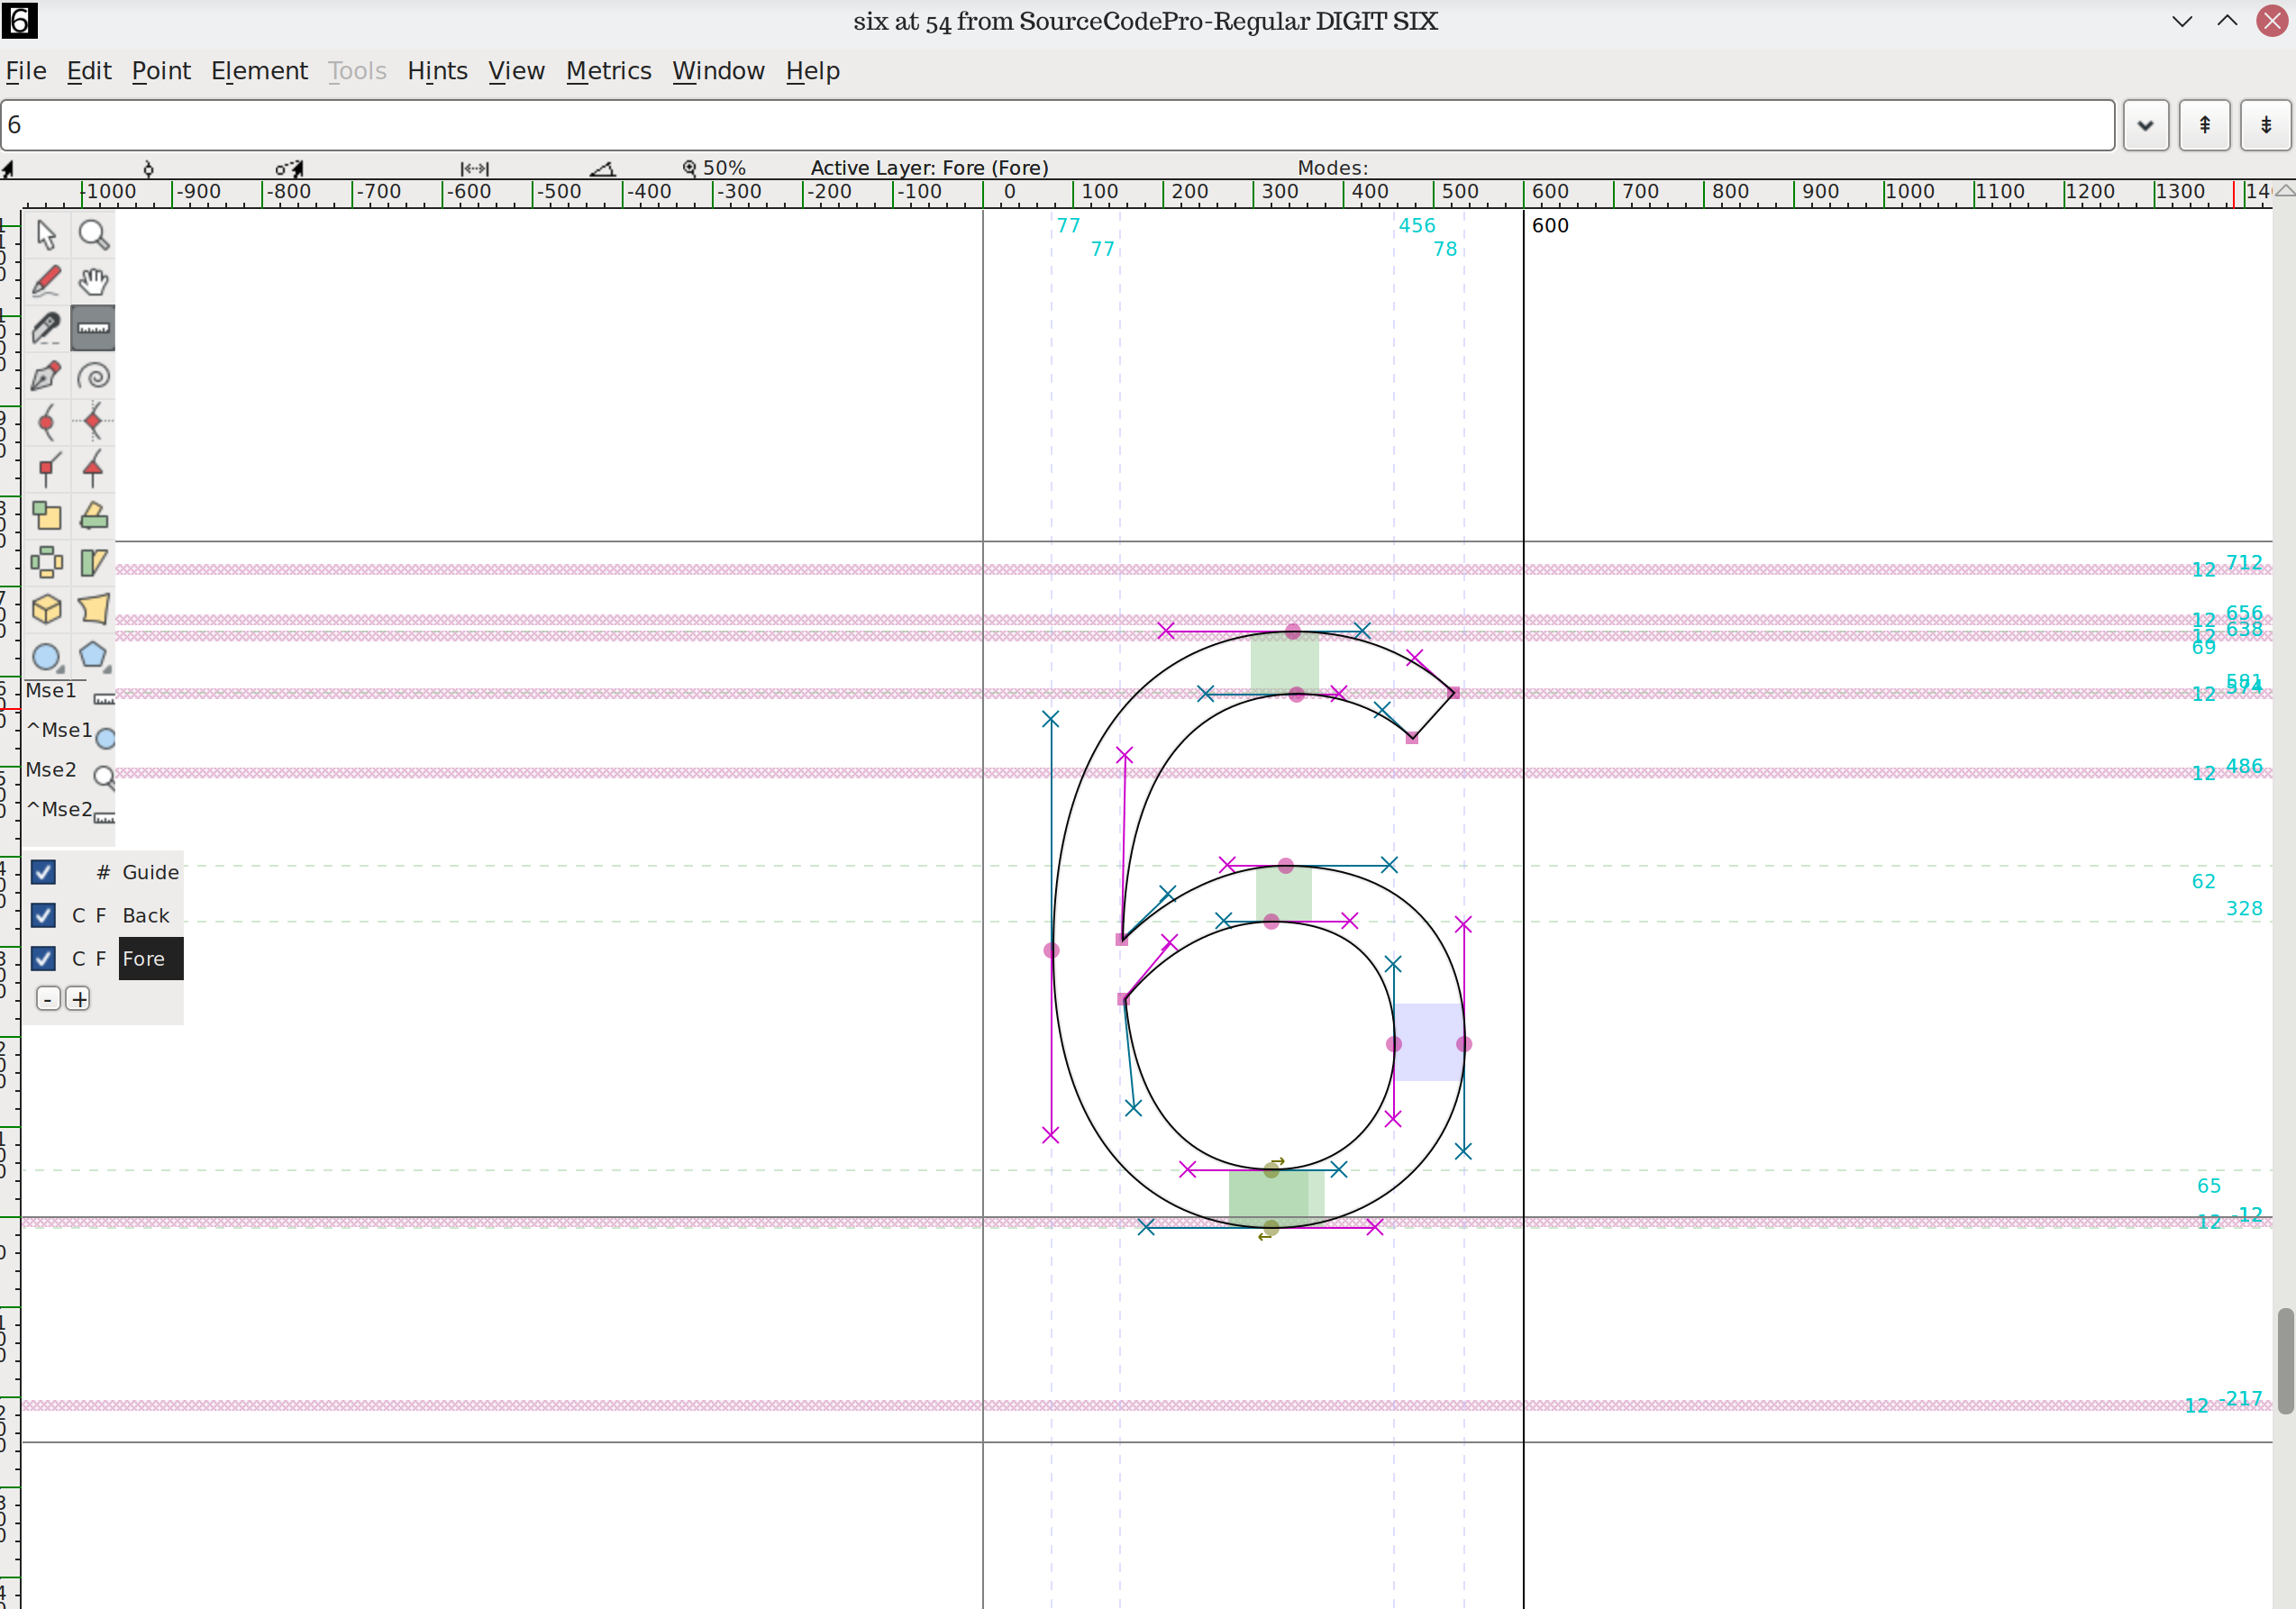 6
six at 54 from SourceCodePro-Regular DIGIT SIX
File Edit Point Element Tools Hints View Metrics Window Help
6
50% Active Layer: Fore (Fore) Modes:
-1000 -900 -800 -700 -600 -500 -400 -300 -200 -100 0 100 200 300 400 500 600 700 800 900 1000 1100 1200 1300
77 456 600
77 78
12 712
12 656
12 638
69
12 574
12 486
Mse1
^Mse1
Mse2
^Mse2
# Guide
C F Back
C F Fore
- +
62
328
65
12 -12
12 -217